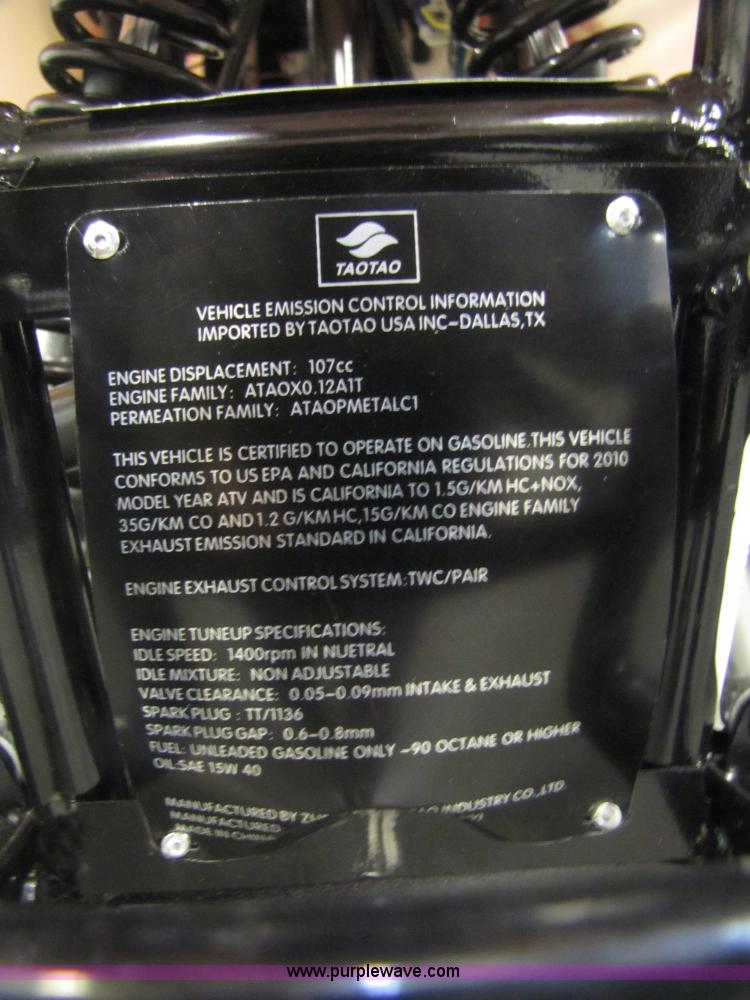 TAOTAO
VEHICLE EMISSION CONTROL INFORMATION
IMPORTED BY TAOTAO USA INC-DALLAS,TX
ENGINE DISPLACEMENT: 107cc
ENGINE FAMILY: ATAOX0.12A1T
PERMEATION FAMILY: ATAOPMETALC1
THIS VEHICLE IS CERTIFIED TO OPERATE ON GASOLINE.THIS VEHICLE
CONFORMS TO US EPA AND CALIFORNIA REGULATIONS FOR 2010
MODEL YEAR ATV AND IS CALIFORNIA TO 1.5G/KM HC+NOX,
35G/KM CO AND 1.2 G/KM HC,15G/KM CO ENGINE FAMILY
EXHAUST EMISSION STANDARD IN CALIFORNIA.
ENGINE EXHAUST CONTROL SYSTEM:TWC/PAIR
ENGINE TUNEUP SPECIFICATIONS:
IDLE SPEED: 1400rpm IN NUETRAL
IDLE MIXTURE: NON ADJUSTABLE
VALVE CLEARANCE: 0.05-0.09mm INTAKE & EXHAUST
SPARK PLUG : TT/1136
SPARK PLUG GAP: 0.6-0.8mm
FUEL: UNLEADED GASOLINE ONLY -90 OCTANE OR HIGHER
OIL:SAE 15W 40
MANUFACTURED BY INDUSTRY CO.,LTD.
MANUFACTURED
MADE IN CHINA
www.purplewave.com